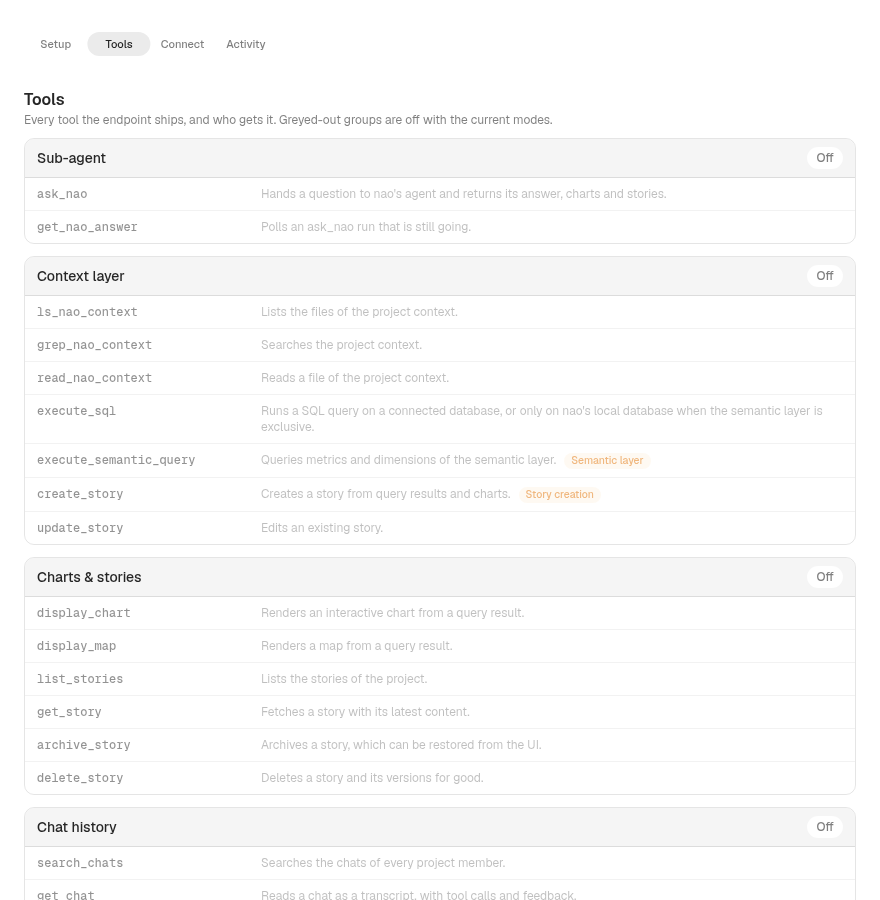 Setup
Tools
Connect
Activity
Tools
Every tool the endpoint ships, and who gets it. Greyed-out groups are off with the current modes.
Sub-agent
Off
ask_nao
Hands a question to nao's agent and returns its answer, charts and stories.
get_nao_answer
Polls an ask_nao run that is still going.
Context layer
Off
ls_nao_context
Lists the files of the project context.
grep_nao_context
Searches the project context.
read_nao_context
Reads a file of the project context.
execute_sql
Runs a SQL query on a connected database, or only on nao's local database when the semantic layer is
exclusive.
execute_semantic_query
Queries metrics and dimensions of the semantic layer.
Semantic layer
create_story
Creates a story from query results and charts.
Story creation
update_story
Edits an existing story.
Charts & stories
Off
display_chart
Renders an interactive chart from a query result.
display_map
Renders a map from a query result.
list_stories
Lists the stories of the project.
get_story
Fetches a story with its latest content.
archive_story
Archives a story, which can be restored from the UI.
delete_story
Deletes a story and its versions for good.
Chat history
Off
search_chats
Searches the chats of every project member.
get_chat
Reads a chat as a transcript, with tool calls and feedback.